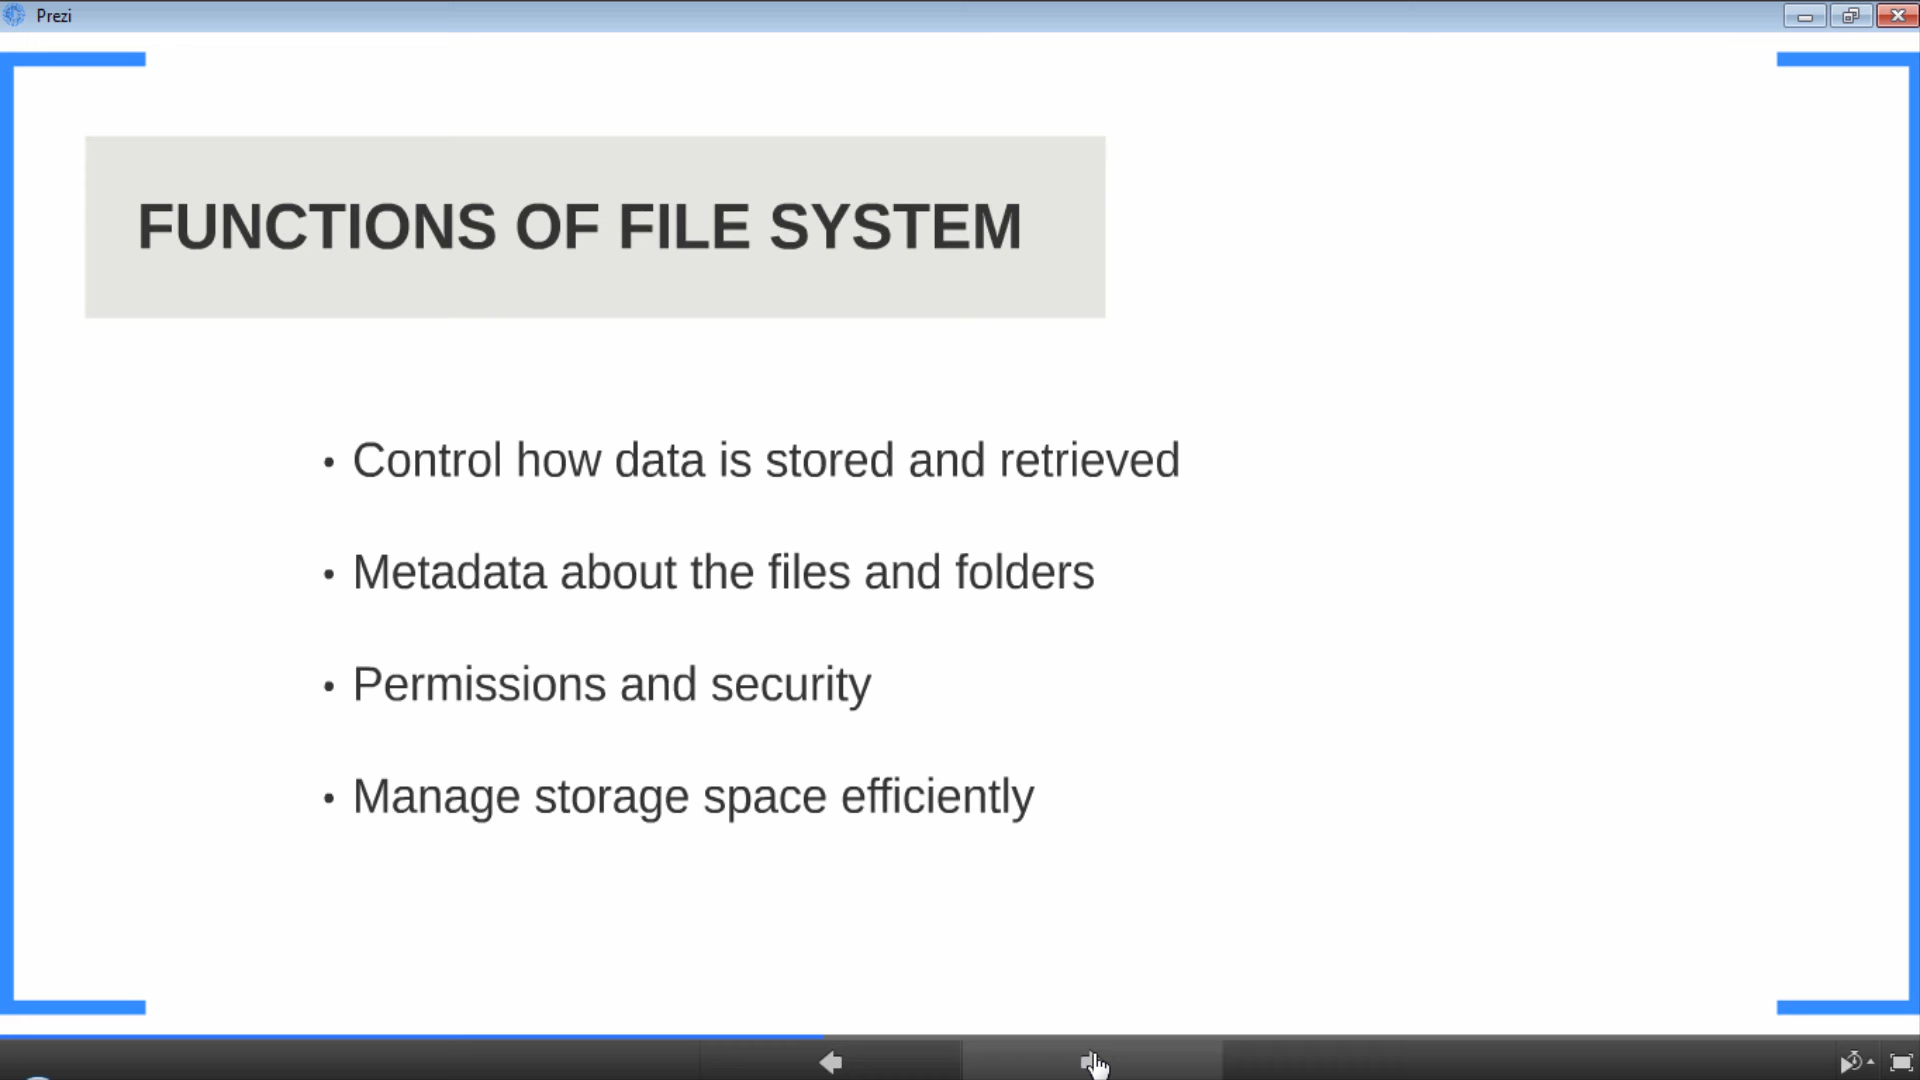 Prezi
FUNCTIONS OF FILE SYSTEM
• Control how data is stored and retrieved
• Metadata about the files and folders
• Permissions and security
• Manage storage space efficiently